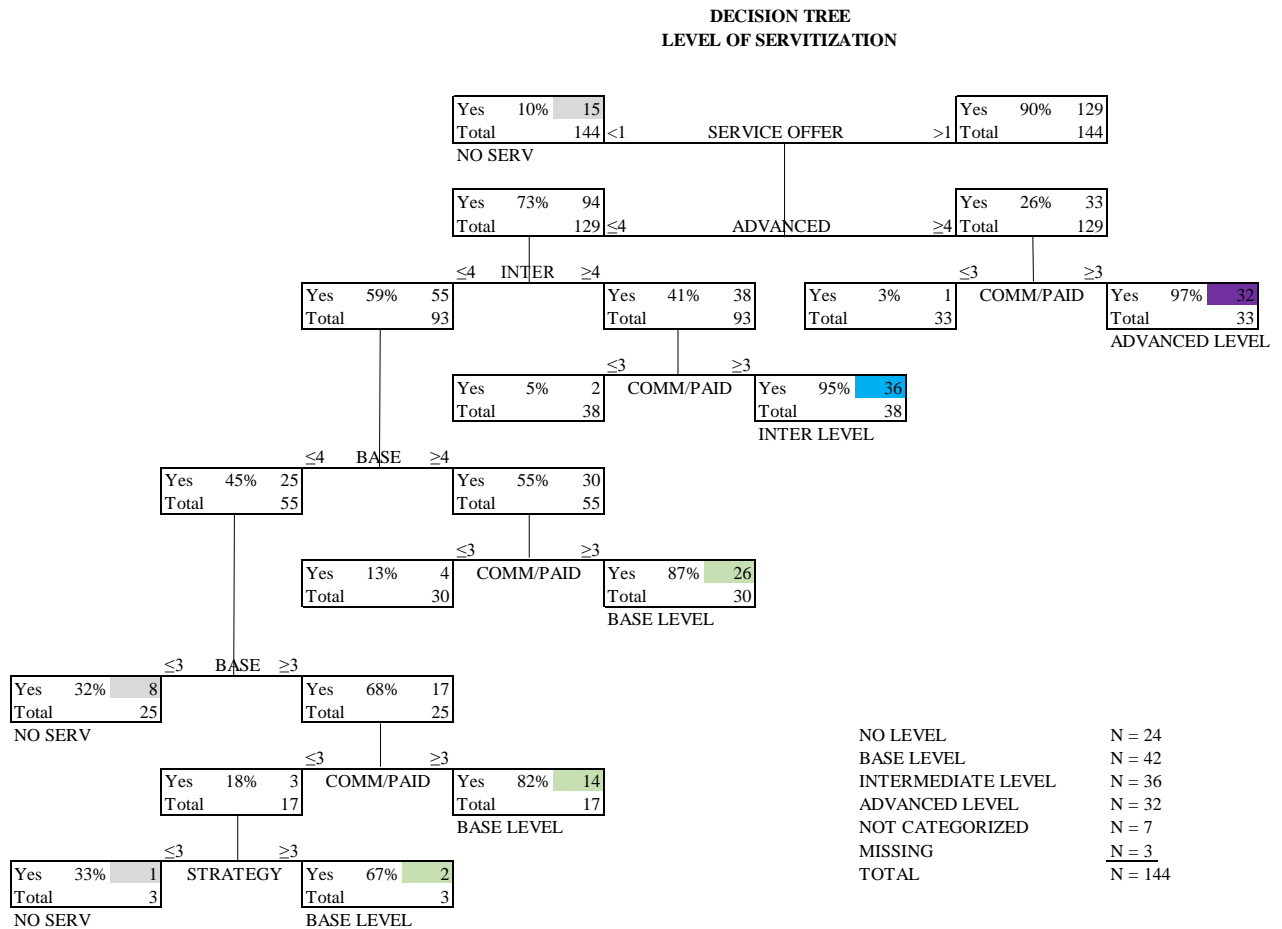 DECISION TREE
LEVEL OF SERVITIZATION
Yes 10% 15
Total 144
<1 SERVICE OFFER >1
Yes 90% 129
Total 144
NO SERV
Yes 73% 94
Total 129
≤4 ADVANCED ≥4
Yes 26% 33
Total 129
≤4 INTER ≥4
Yes 59% 55
Total 93
Yes 41% 38
Total 93
≤3 COMM/PAID ≥3
Yes 3% 1
Total 33
Yes 97% 32
Total 33
ADVANCED LEVEL
≤3 COMM/PAID ≥3
Yes 5% 2
Total 38
Yes 95% 36
Total 38
INTER LEVEL
≤4 BASE ≥4
Yes 45% 25
Total 55
Yes 55% 30
Total 55
≤3 COMM/PAID ≥3
Yes 13% 4
Total 30
Yes 87% 26
Total 30
BASE LEVEL
≤3 BASE ≥3
Yes 32% 8
Total 25
NO SERV
Yes 68% 17
Total 25
≤3 COMM/PAID ≥3
Yes 18% 3
Total 17
Yes 82% 14
Total 17
BASE LEVEL
≤3 STRATEGY ≥3
Yes 33% 1
Total 3
NO SERV
Yes 67% 2
Total 3
BASE LEVEL
NO LEVEL N = 24
BASE LEVEL N = 42
INTERMEDIATE LEVEL N = 36
ADVANCED LEVEL N = 32
NOT CATEGORIZED N = 7
MISSING N = 3
TOTAL N = 144